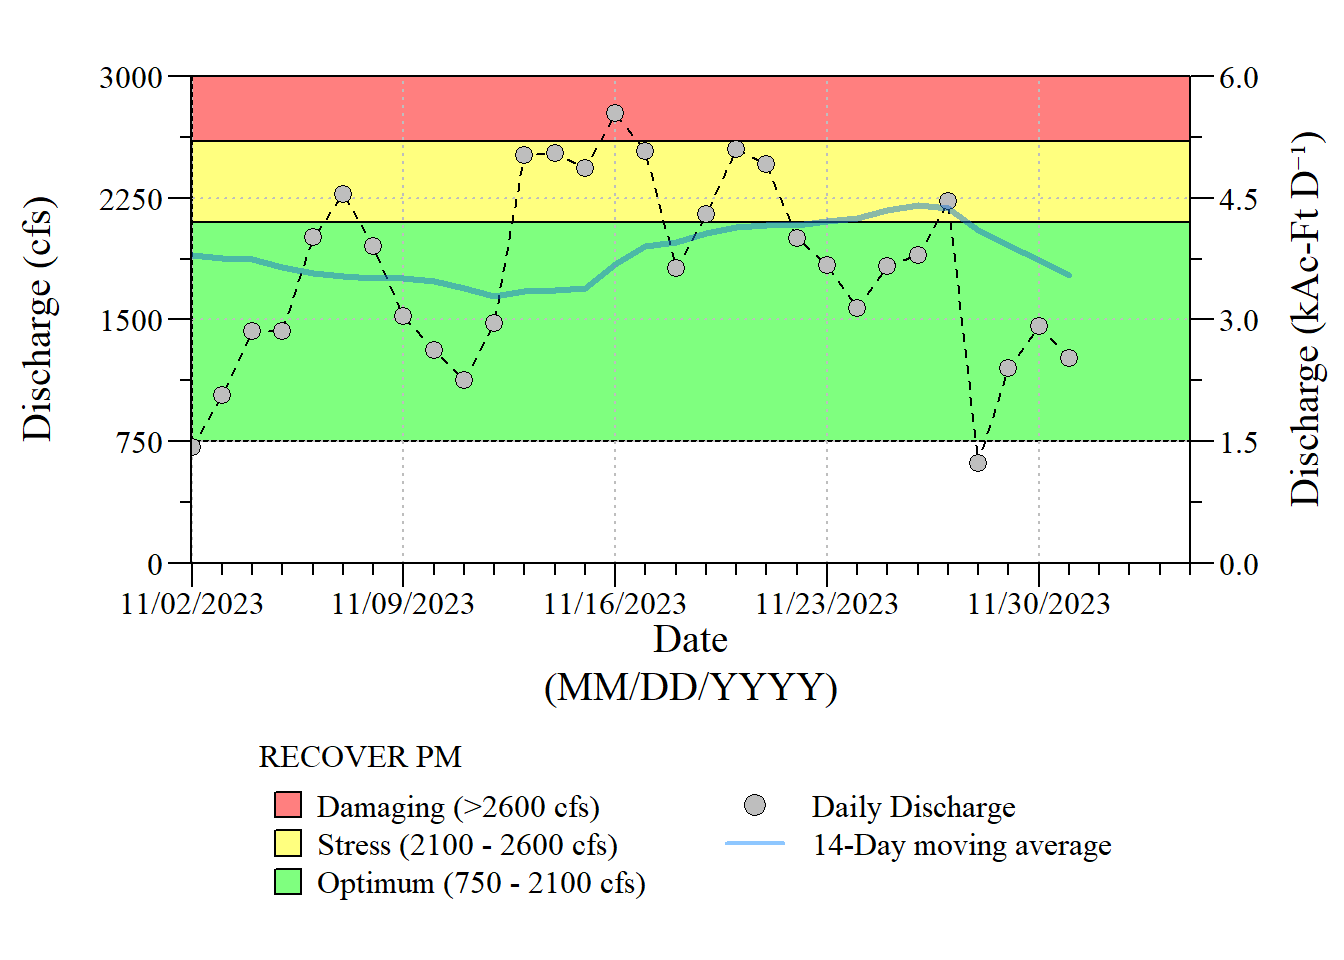 3000
2250
1500
750
0
Discharge (cfs)
6.0
4.5
3.0
1.5
0.0
Discharge (kAc-Ft D⁻¹)
11/02/2023
11/09/2023
11/16/2023
11/23/2023
11/30/2023
Date
(MM/DD/YYYY)
RECOVER PM
Damaging (>2600 cfs)
Stress (2100 - 2600 cfs)
Optimum (750 - 2100 cfs)
Daily Discharge
14-Day moving average